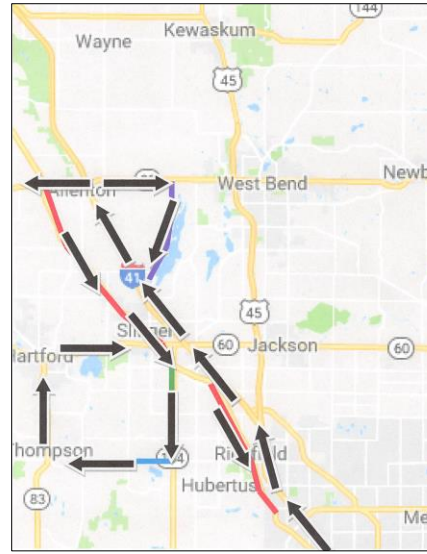 144
Kewaskum
Wayne
45
West Bend
Newb
Allenton
41
45
Slinger
60
Jackson
60
Hartford
Thompson
Hubertus
83
Me